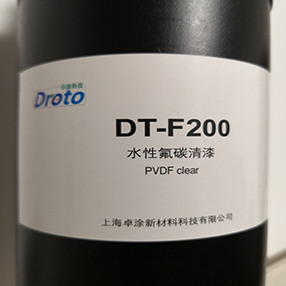 卓涂科技
Droto
DT-F200
水性氟碳清漆
PVDF clear
上海卓涂新材料科技有限公司